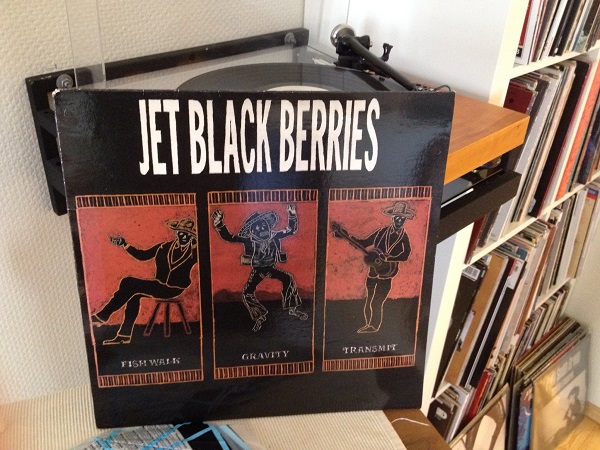 JET BLACK BERRIES
FISH WALK
GRAVITY
TRANSMIT